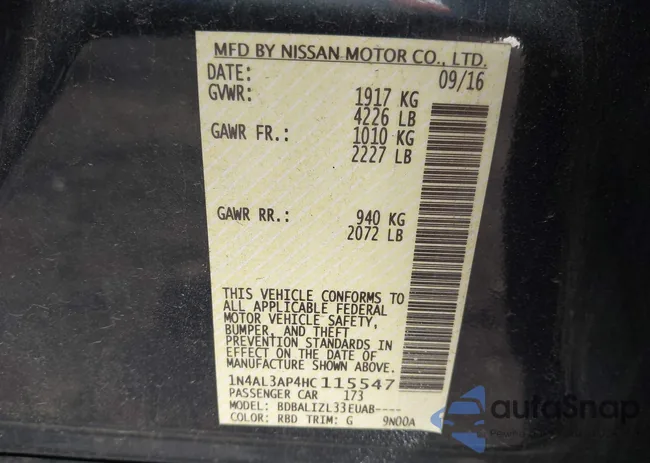 MFD BY NISSAN MOTOR CO., LTD.
DATE: 09/16
GVWR: 1917 KG
4226 LB
GAWR FR.: 1010 KG
2227 LB
GAWR RR.: 940 KG
2072 LB
THIS VEHICLE CONFORMS TO
ALL APPLICABLE FEDERAL
MOTOR VEHICLE SAFETY,
BUMPER, AND THEFT
PREVENTION STANDARDS IN
EFFECT ON THE DATE OF
MANUFACTURE SHOWN ABOVE.
1N4AL3AP4HC115547
PASSENGER CAR 173
MODEL: BDBALIZL33EUAB----
COLOR: RBD TRIM: G 9N00A
autoSnap